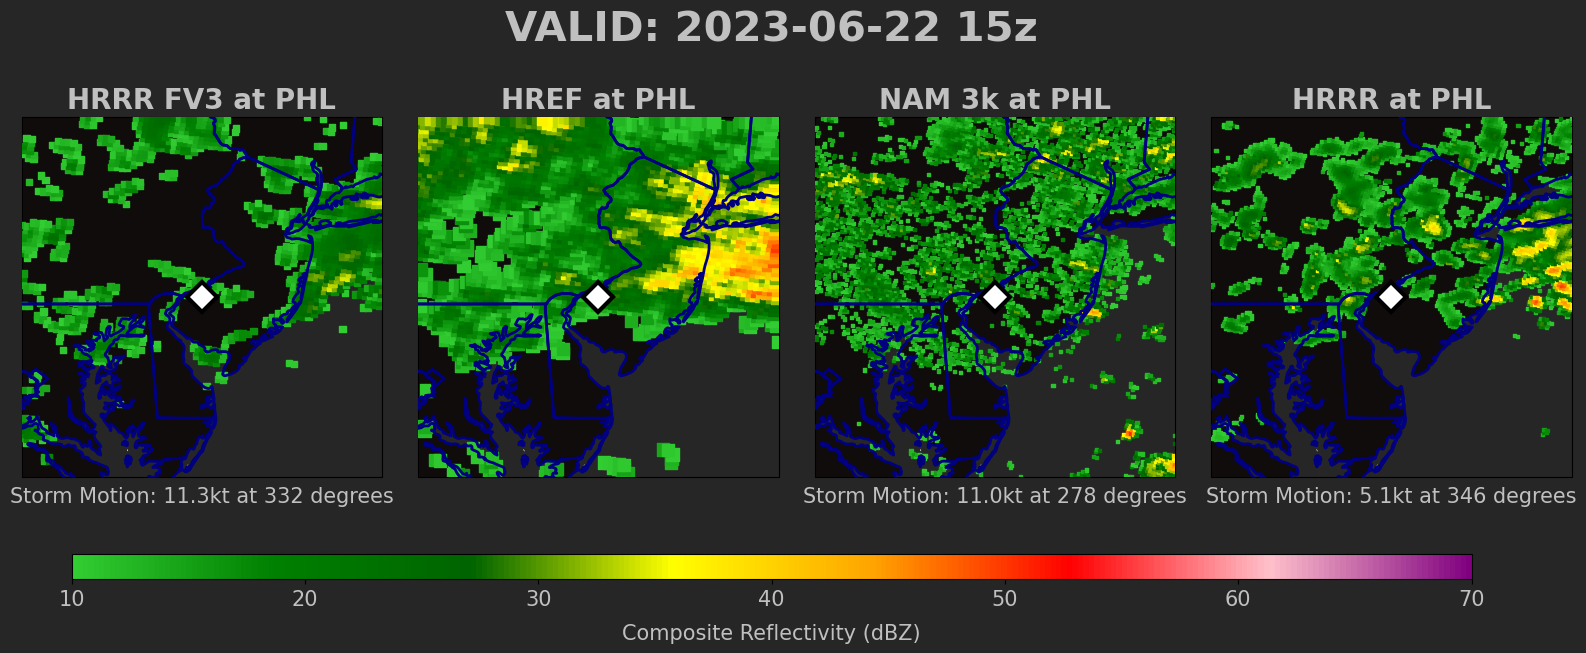 VALID: 2023-06-22 15z
HRRR FV3 at PHL
HREF at PHL
NAM 3k at PHL
HRRR at PHL
Storm Motion: 11.3kt at 332 degrees
Storm Motion: 11.0kt at 278 degrees
Storm Motion: 5.1kt at 346 degrees
10 20 30 40 50 60 70
Composite Reflectivity (dBZ)